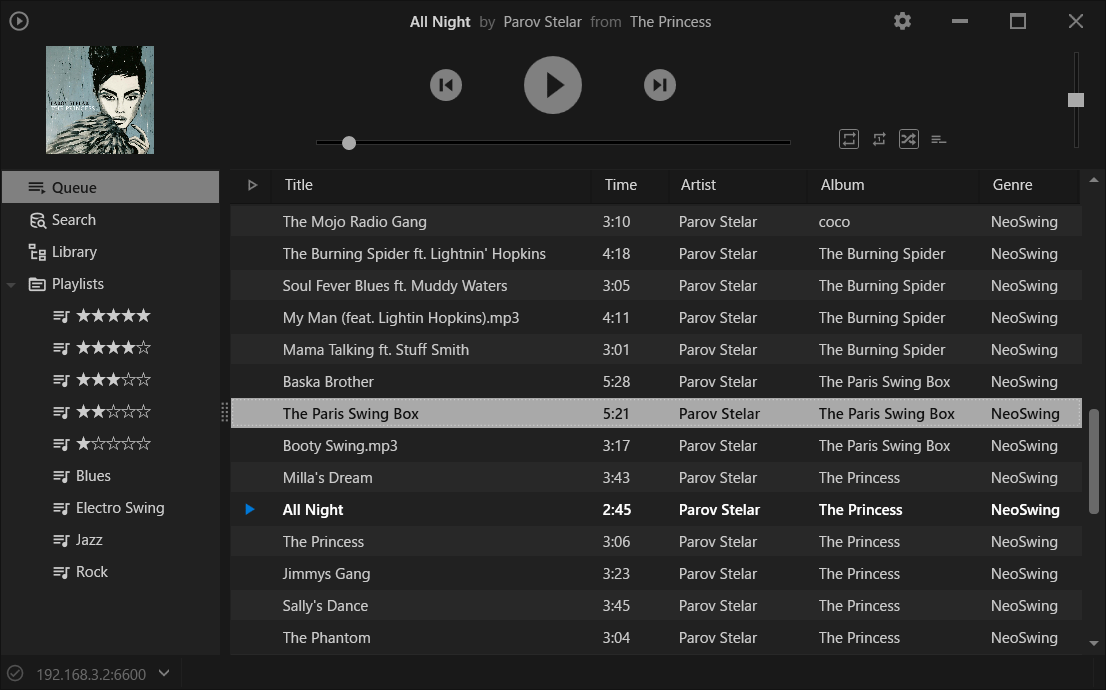 All Night by Parov Stelar from The Princess
PAROV STELAR
THE PRINCESS
Queue
Search
Library
Playlists
★★★★★
★★★★☆
★★★☆☆
★★☆☆☆
★☆☆☆☆
Blues
Electro Swing
Jazz
Rock
Title Time Artist Album Genre
The Mojo Radio Gang 3:10 Parov Stelar coco NeoSwing
The Burning Spider ft. Lightnin' Hopkins 4:18 Parov Stelar The Burning Spider NeoSwing
Soul Fever Blues ft. Muddy Waters 3:05 Parov Stelar The Burning Spider NeoSwing
My Man (feat. Lightin Hopkins).mp3 4:11 Parov Stelar The Burning Spider NeoSwing
Mama Talking ft. Stuff Smith 3:01 Parov Stelar The Burning Spider NeoSwing
Baska Brother 5:28 Parov Stelar The Paris Swing Box NeoSwing
The Paris Swing Box 5:21 Parov Stelar The Paris Swing Box NeoSwing
Booty Swing.mp3 3:17 Parov Stelar The Paris Swing Box NeoSwing
Milla's Dream 3:43 Parov Stelar The Princess NeoSwing
All Night 2:45 Parov Stelar The Princess NeoSwing
The Princess 3:06 Parov Stelar The Princess NeoSwing
Jimmys Gang 3:23 Parov Stelar The Princess NeoSwing
Sally's Dance 3:45 Parov Stelar The Princess NeoSwing
The Phantom 3:04 Parov Stelar The Princess NeoSwing
192.168.3.2:6600